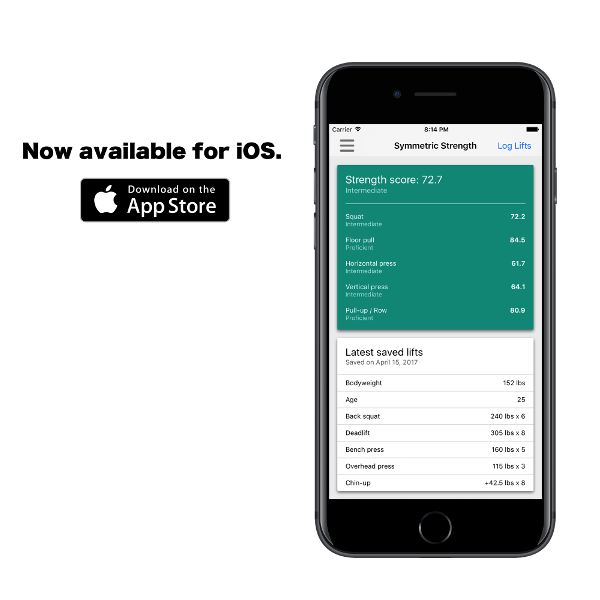 Now available for iOS.
Download on the
App Store
Carrier 8:14 PM
Symmetric Strength Log Lifts
Strength score: 72.7
Intermediate
Squat 72.2
Intermediate
Floor pull 84.5
Proficient
Horizontal press 61.7
Intermediate
Vertical press 64.1
Intermediate
Pull-up / Row 80.9
Proficient
Latest saved lifts
Saved on April 15, 2017
Bodyweight 152 lbs
Age 25
Back squat 240 lbs x 6
Deadlift 305 lbs x 8
Bench press 160 lbs x 5
Overhead press 115 lbs x 3
Chin-up +42.5 lbs x 8